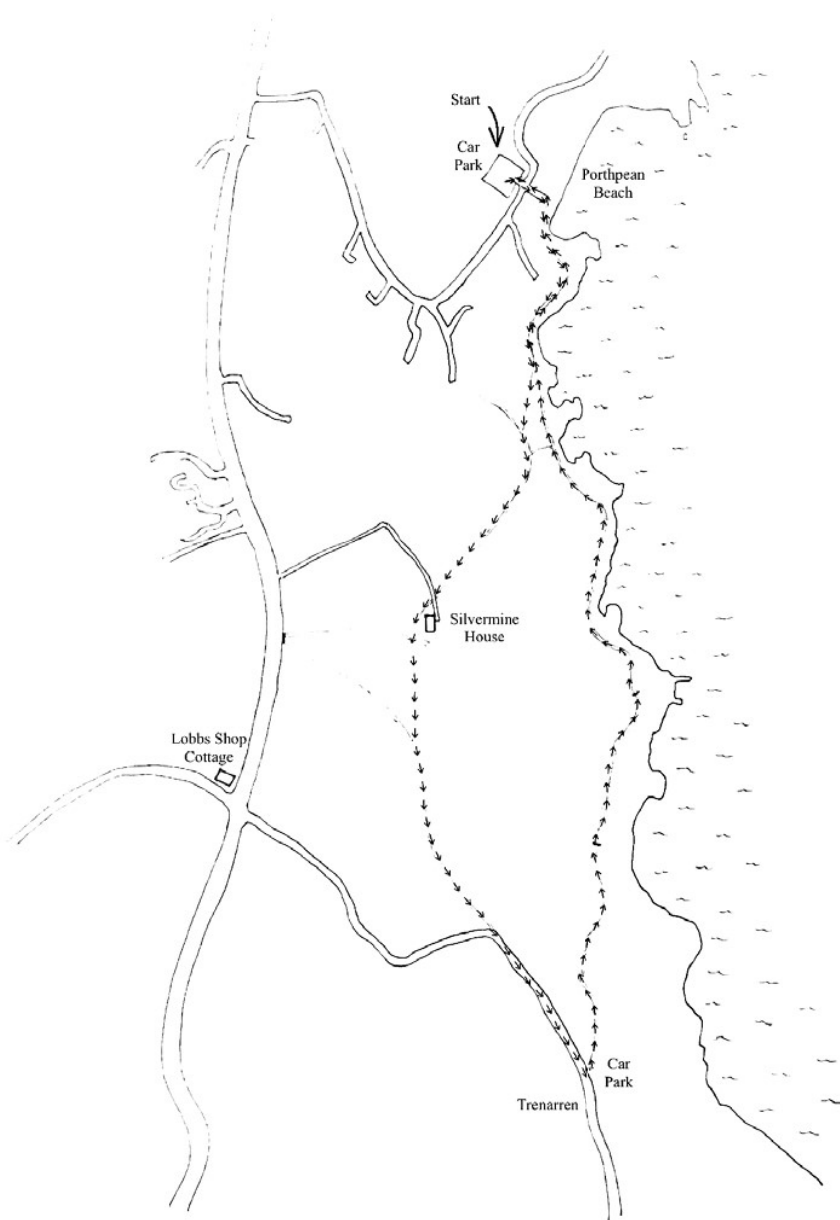 Start
Car
Park
Porthpean
Beach
Silvermine
House
Lobbs Shop
Cottage
Car
Park
Trenarren